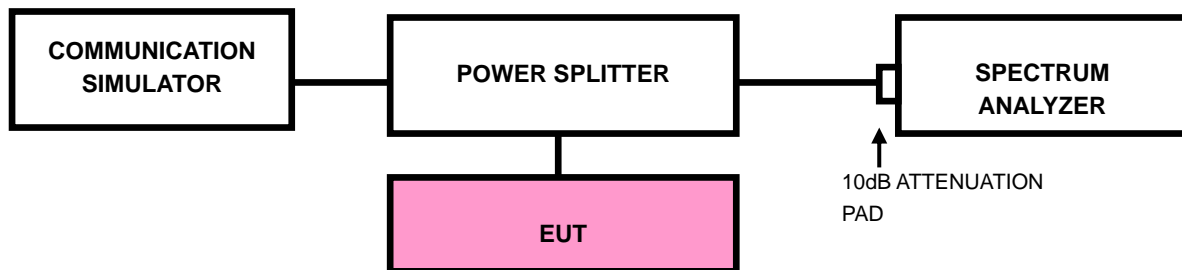 COMMUNICATION
SIMULATOR
POWER SPLITTER
SPECTRUM
ANALYZER
10dB ATTENUATION
PAD
EUT